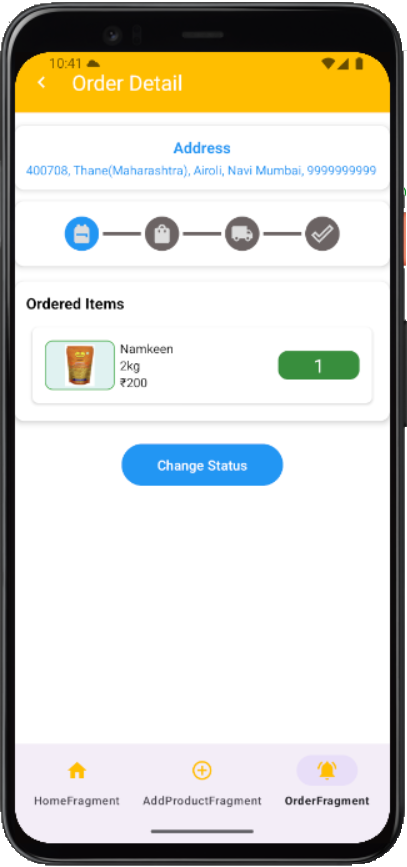 10:41
Order Detail
Address
400708, Thane(Maharashtra), Airoli, Navi Mumbai, 9999999999
Ordered Items
Namkeen
2kg
₹200
1
Change Status
HomeFragment
AddProductFragment
OrderFragment